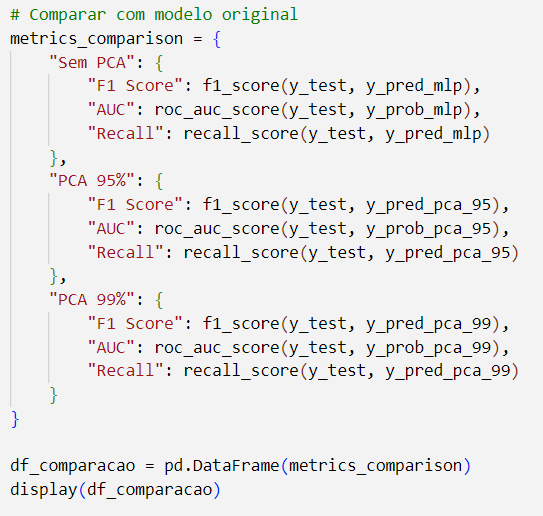 # Comparar com modelo original
metrics_comparison = {
    "Sem PCA": {
        "F1 Score": f1_score(y_test, y_pred_mlp),
        "AUC": roc_auc_score(y_test, y_prob_mlp),
        "Recall": recall_score(y_test, y_pred_mlp)
    },
    "PCA 95%": {
        "F1 Score": f1_score(y_test, y_pred_pca_95),
        "AUC": roc_auc_score(y_test, y_prob_pca_95),
        "Recall": recall_score(y_test, y_pred_pca_95)
    },
    "PCA 99%": {
        "F1 Score": f1_score(y_test, y_pred_pca_99),
        "AUC": roc_auc_score(y_test, y_prob_pca_99),
        "Recall": recall_score(y_test, y_pred_pca_99)
    }
}

df_comparacao = pd.DataFrame(metrics_comparison)
display(df_comparacao)